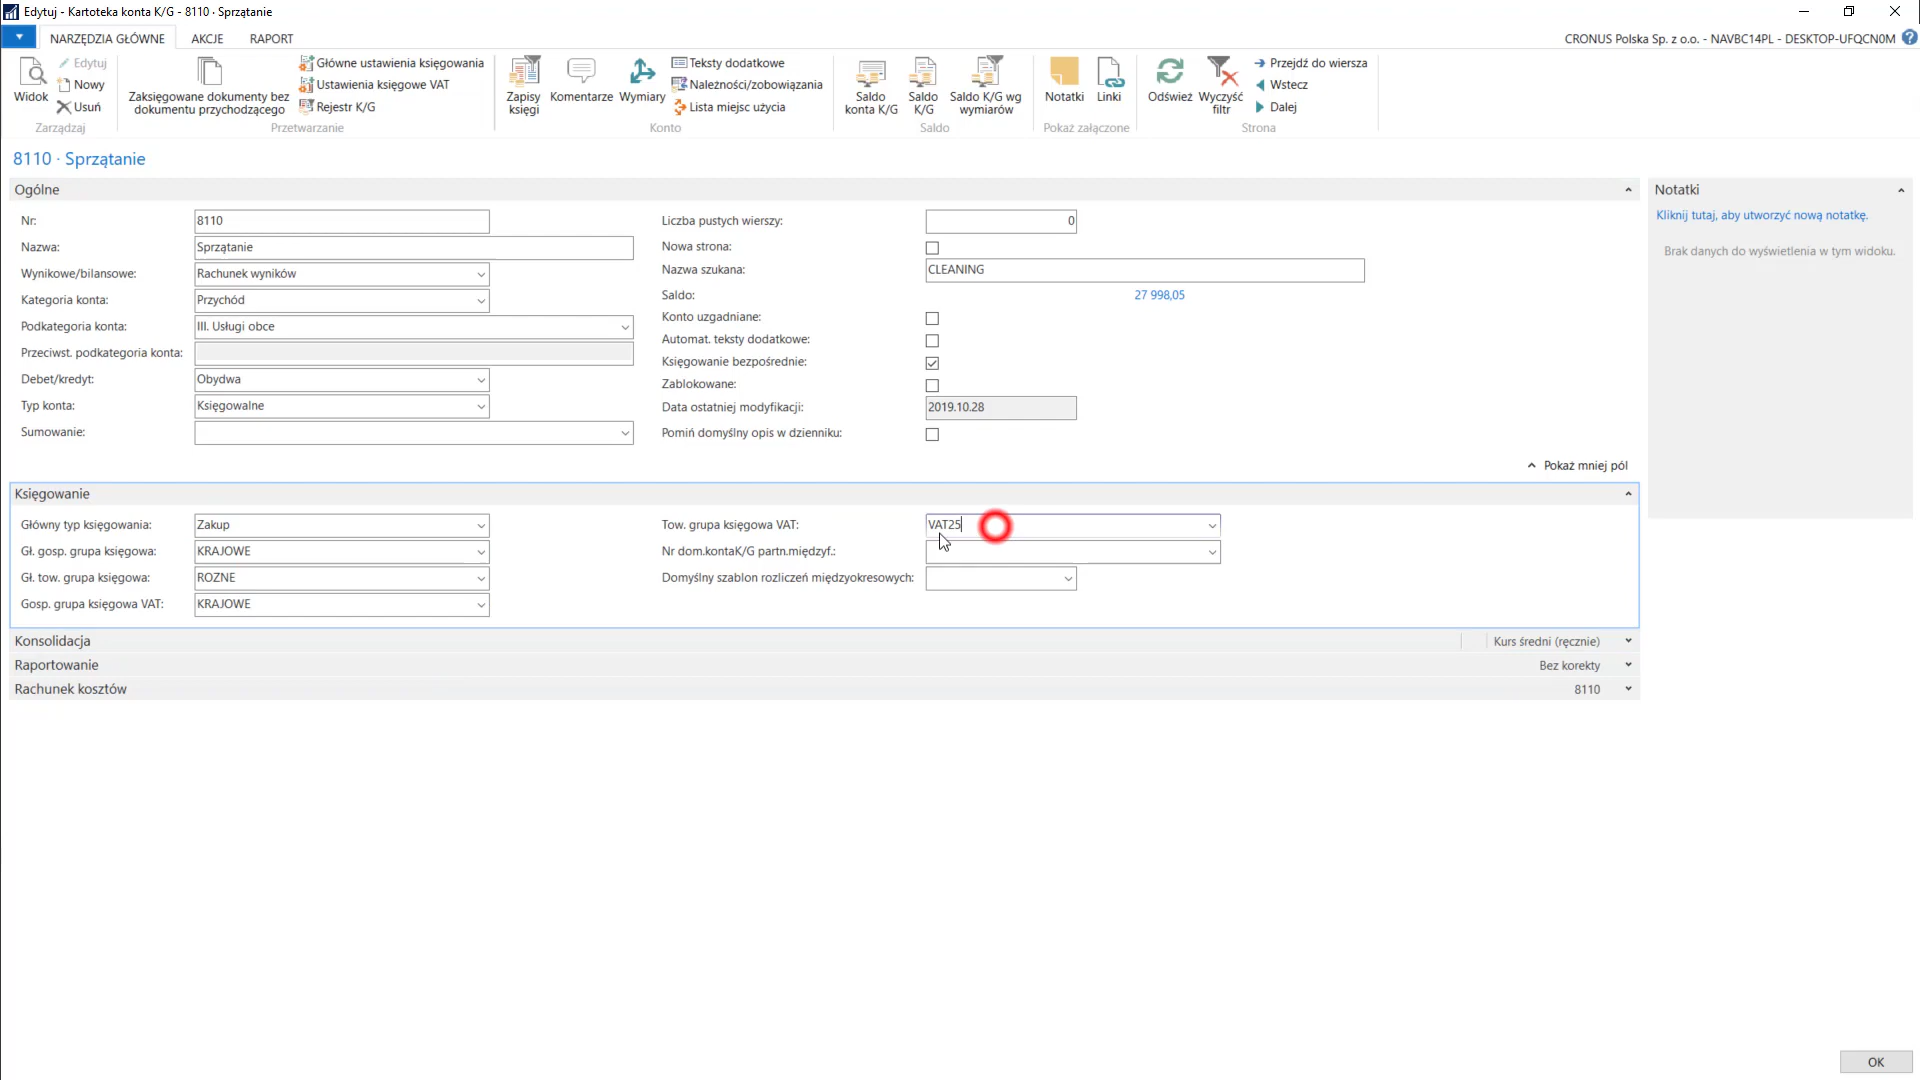 Edytuj - Kartoteka konta K/G - 8110 · Sprzątanie
NARZĘDZIA GŁÓWNE AKCJE RAPORT
CRONUS Polska Sp. z o.o. - NAVBC14PL - DESKTOP-UFQCN0M
Widok
Edytuj
Nowy
Usuń
Zarządzaj
Zaksięgowane dokumenty bez
dokumentu przychodzącego
Główne ustawienia księgowania
Ustawienia księgowe VAT
Rejestr K/G
Przetwarzanie
Zapisy
księgi
Komentarze
Wymiary
Teksty dodatkowe
Należności/zobowiązania
Lista miejsc użycia
Konto
Saldo
konta K/G
Saldo
K/G
Saldo K/G wg
wymiarów
Saldo
Notatki
Linki
Pokaż załączone
Odśwież
Wyczyść
filtr
Przejdź do wiersza
Wstecz
Dalej
Strona
8110 · Sprzątanie
Ogólne
Nr: 8110
Nazwa: Sprzątanie
Wynikowe/bilansowe: Rachunek wyników
Kategoria konta: Przychód
Podkategoria konta: III. Usługi obce
Przeciwst. podkategoria konta:
Debet/kredyt: Obydwa
Typ konta: Księgowalne
Sumowanie:
Liczba pustych wierszy: 0
Nowa strona:
Nazwa szukana: CLEANING
Saldo: 27 998,05
Konto uzgadniane:
Automat. teksty dodatkowe:
Księgowanie bezpośrednie:
Zablokowane:
Data ostatniej modyfikacji: 2019.10.28
Pomiń domyślny opis w dzienniku:
Pokaż mniej pól
Księgowanie
Główny typ księgowania: Zakup
Gł. gosp. grupa księgowa: KRAJOWE
Gł. tow. grupa księgowa: ROZNE
Gosp. grupa księgowa VAT: KRAJOWE
Tow. grupa księgowa VAT: VAT25
Nr dom.kontaK/G partn.międzyf.:
Domyślny szablon rozliczeń międzyokresowych:
Konsolidacja Kurs średni (ręcznie)
Raportowanie Bez korekty
Rachunek kosztów 8110
Notatki
Kliknij tutaj, aby utworzyć nową notatkę.
Brak danych do wyświetlenia w tym widoku.
OK